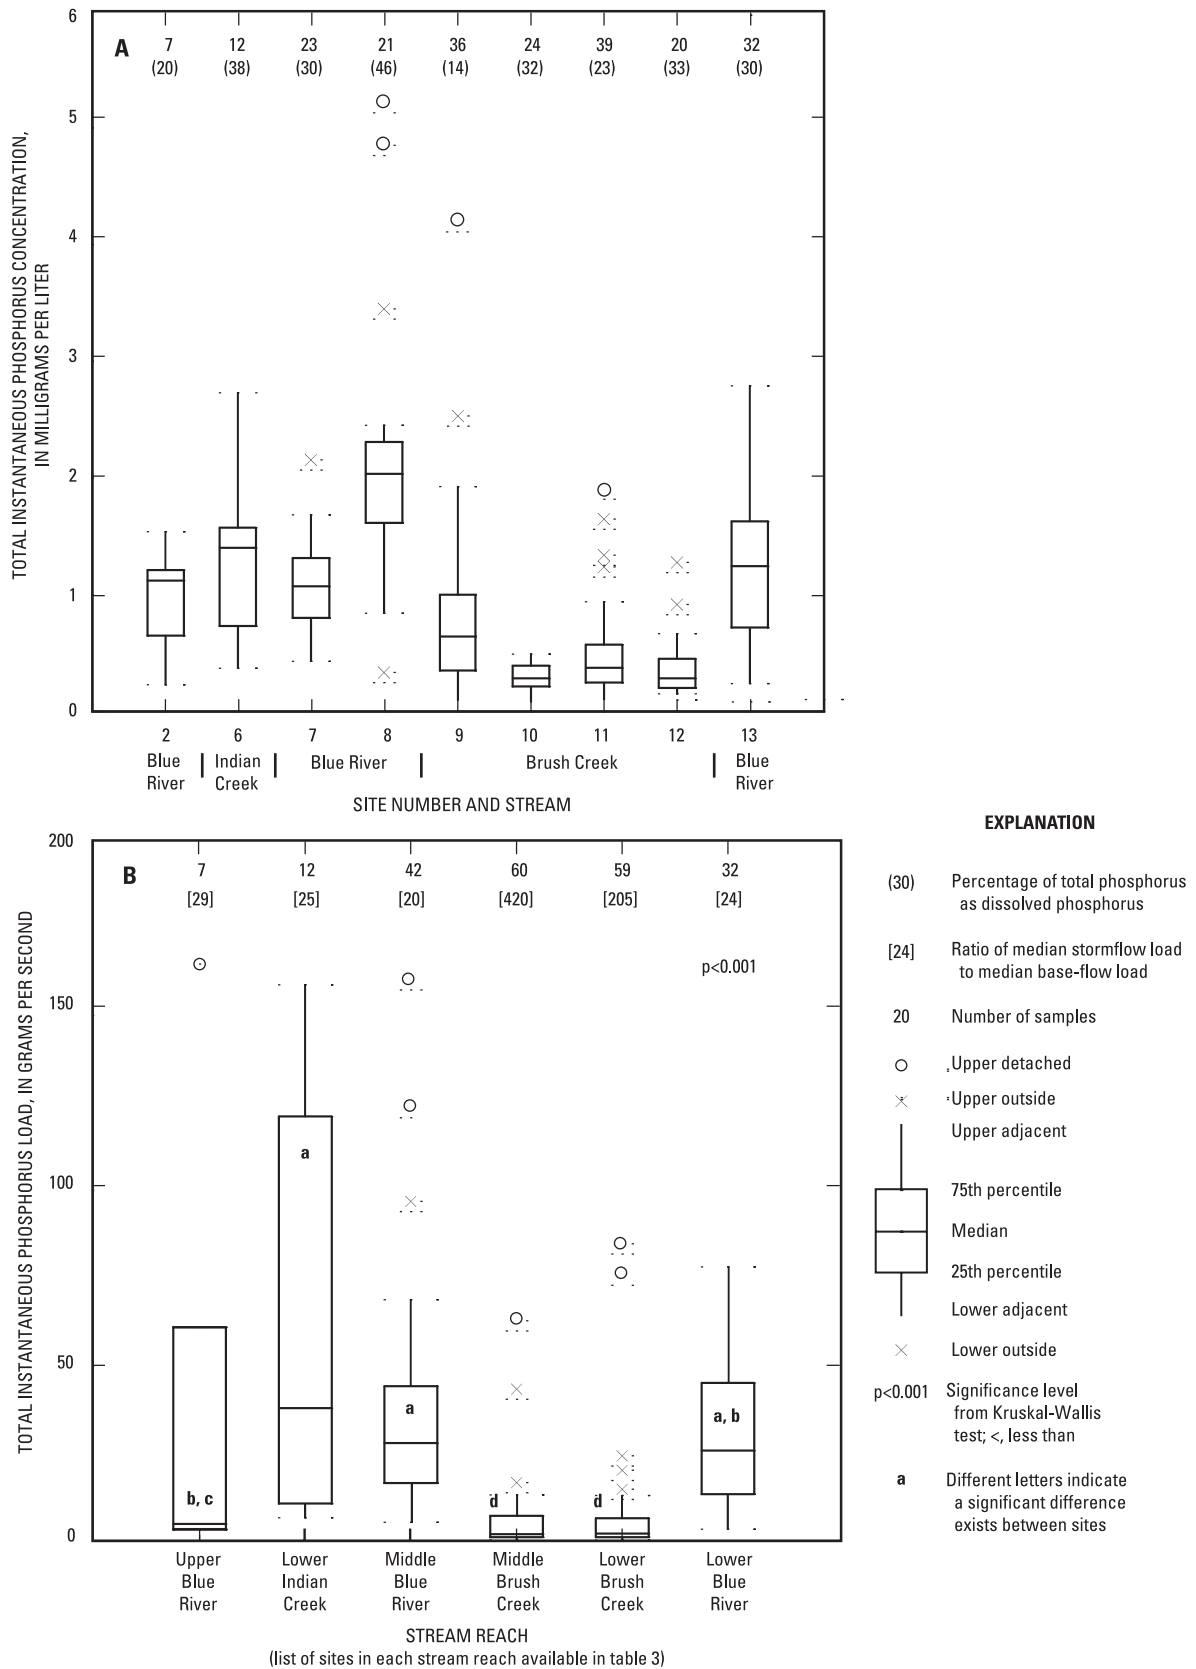 6
A
7 12 23 21 36 24 39 20 32
(20) (38) (30) (46) (14) (32) (23) (33) (30)
5
4
3
2
1
0
TOTAL INSTANTANEOUS PHOSPHORUS CONCENTRATION,
IN MILLIGRAMS PER LITER
2 6 7 8 9 10 11 12 13
Blue Indian Blue River Brush Creek Blue
River Creek River
SITE NUMBER AND STREAM
200
B
7 12 42 60 59 32
[29] [25] [20] [420] [205] [24]
p<0.001
150
100
50
0
TOTAL INSTANTANEOUS PHOSPHORUS LOAD, IN GRAMS PER SECOND
a
a
a, b
b, c
d
d
Upper Lower Middle Middle Lower Lower
Blue Indian Blue Brush Brush Blue
River Creek River Creek Creek River
STREAM REACH
(list of sites in each stream reach available in table 3)
EXPLANATION
(30) Percentage of total phosphorus
as dissolved phosphorus
[24] Ratio of median stormflow load
to median base-flow load
20 Number of samples
Upper detached
Upper outside
Upper adjacent
75th percentile
Median
25th percentile
Lower adjacent
Lower outside
p<0.001 Significance level
from Kruskal-Wallis
test; <, less than
a Different letters indicate
a significant difference
exists between sites